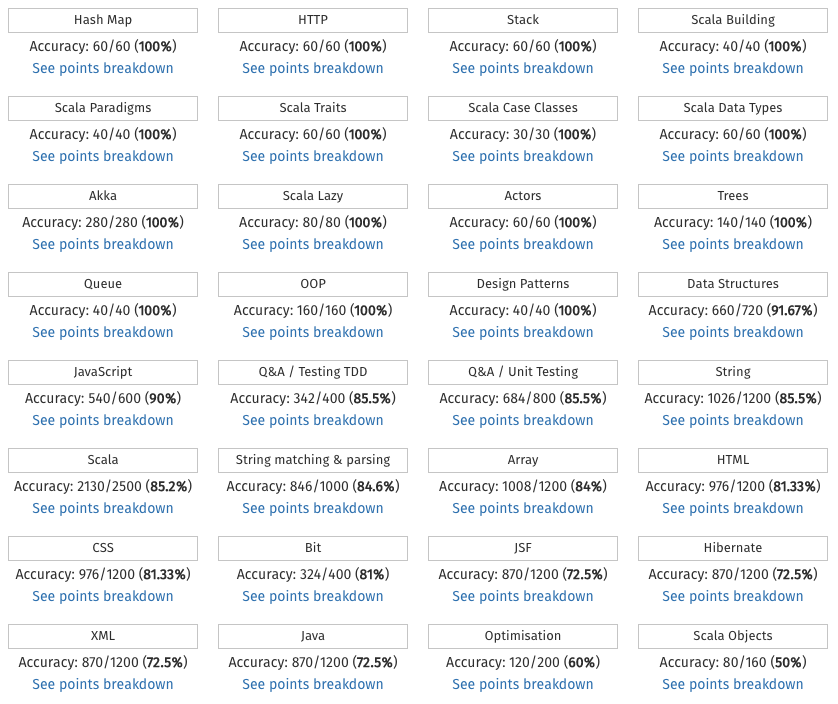 Hash Map HTTP Stack Scala Building
Accuracy: 60/60 (100%) Accuracy: 60/60 (100%) Accuracy: 60/60 (100%) Accuracy: 40/40 (100%)
See points breakdown See points breakdown See points breakdown See points breakdown
Scala Paradigms Scala Traits Scala Case Classes Scala Data Types
Accuracy: 40/40 (100%) Accuracy: 60/60 (100%) Accuracy: 30/30 (100%) Accuracy: 60/60 (100%)
See points breakdown See points breakdown See points breakdown See points breakdown
Akka Scala Lazy Actors Trees
Accuracy: 280/280 (100%) Accuracy: 80/80 (100%) Accuracy: 60/60 (100%) Accuracy: 140/140 (100%)
See points breakdown See points breakdown See points breakdown See points breakdown
Queue OOP Design Patterns Data Structures
Accuracy: 40/40 (100%) Accuracy: 160/160 (100%) Accuracy: 40/40 (100%) Accuracy: 660/720 (91.67%)
See points breakdown See points breakdown See points breakdown See points breakdown
JavaScript Q&A / Testing TDD Q&A / Unit Testing String
Accuracy: 540/600 (90%) Accuracy: 342/400 (85.5%) Accuracy: 684/800 (85.5%) Accuracy: 1026/1200 (85.5%)
See points breakdown See points breakdown See points breakdown See points breakdown
Scala String matching & parsing Array HTML
Accuracy: 2130/2500 (85.2%) Accuracy: 846/1000 (84.6%) Accuracy: 1008/1200 (84%) Accuracy: 976/1200 (81.33%)
See points breakdown See points breakdown See points breakdown See points breakdown
CSS Bit JSF Hibernate
Accuracy: 976/1200 (81.33%) Accuracy: 324/400 (81%) Accuracy: 870/1200 (72.5%) Accuracy: 870/1200 (72.5%)
See points breakdown See points breakdown See points breakdown See points breakdown
XML Java Optimisation Scala Objects
Accuracy: 870/1200 (72.5%) Accuracy: 870/1200 (72.5%) Accuracy: 120/200 (60%) Accuracy: 80/160 (50%)
See points breakdown See points breakdown See points breakdown See points breakdown